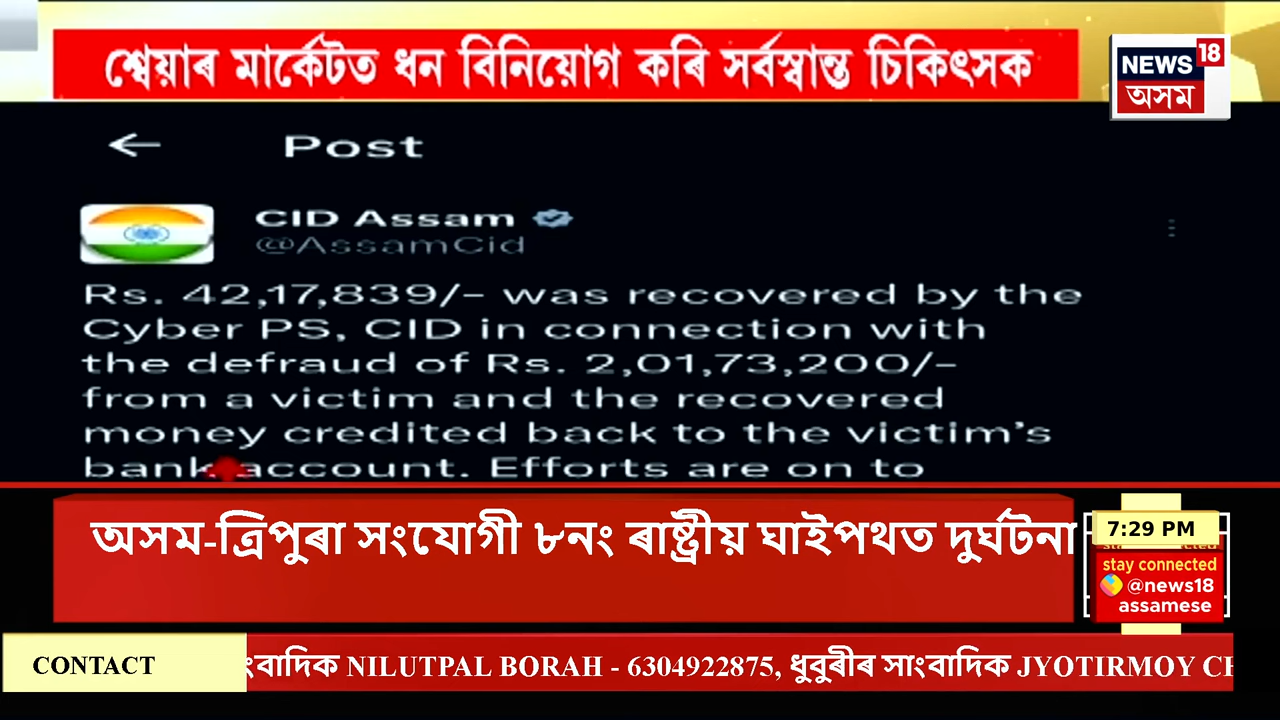 শ্বেয়াৰ মাৰ্কেটত ধন বিনিয়োগ কৰি সৰ্বস্বান্ত চিকিৎসক
NEWS 18
অসম
Post
CID Assam
@AssamCid
Rs. 42,17,839/- was recovered by the
Cyber PS, CID in connection with
the defraud of Rs. 2,01,73,200/-
from a victim and the recovered
money credited back to the victim's
bank account. Efforts are on to
অসম-ত্ৰিপুৰা সংযোগী ৮নং ৰাষ্ট্ৰীয় ঘাইপথত দুৰ্ঘটনা
7:29 PM
stay connected
@news18
assamese
CONTACT
NILUTPAL BORAH - 6304922875, ধুবুৰীৰ সাংবাদিক JYOTIRMOY